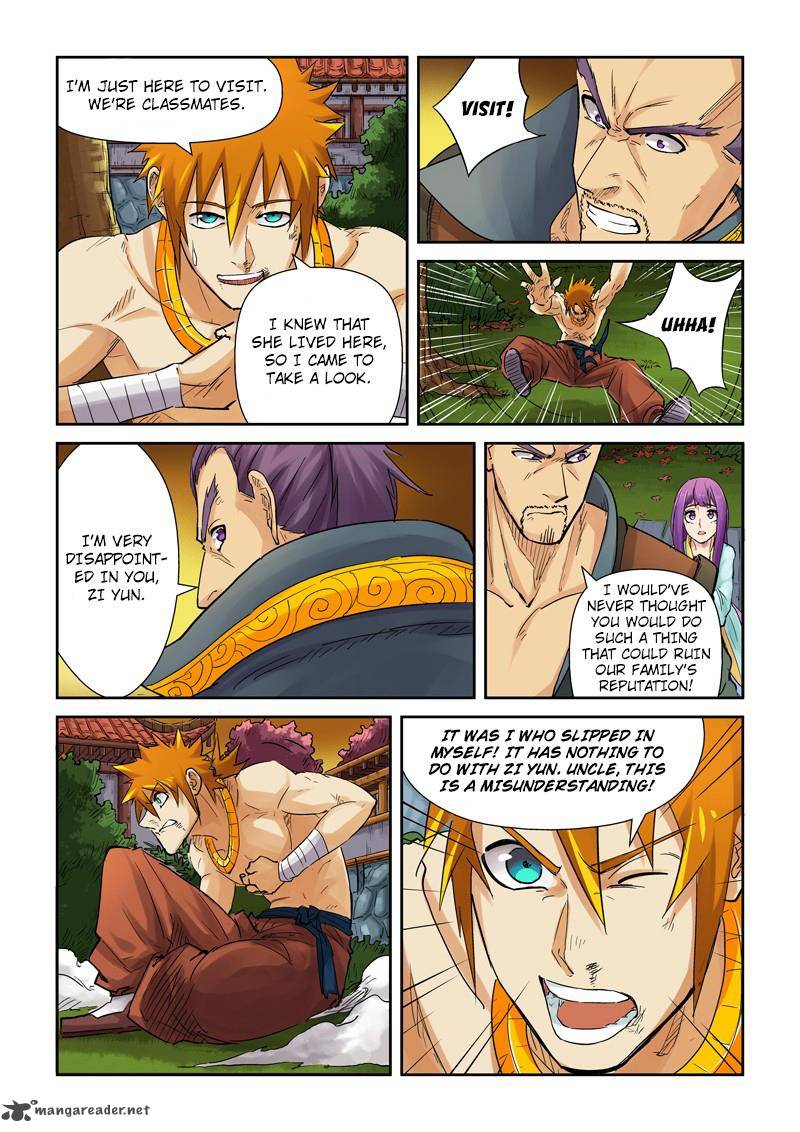 I'M JUST HERE TO VISIT.
WE'RE CLASSMATES.
I KNEW THAT
SHE LIVED HERE,
SO I CAME TO
TAKE A LOOK.
VISIT!
UHHA!
I'M VERY
DISAPPOINT-
ED IN YOU,
ZI YUN.
I WOULD'VE
NEVER THOUGHT
YOU WOULD DO
SUCH A THING
THAT COULD RUIN
OUR FAMILY'S
REPUTATION!
IT WAS I WHO SLIPPED IN
MYSELF! IT HAS NOTHING TO
DO WITH ZI YUN. UNCLE, THIS
IS A MISUNDERSTANDING!
mangareader.net